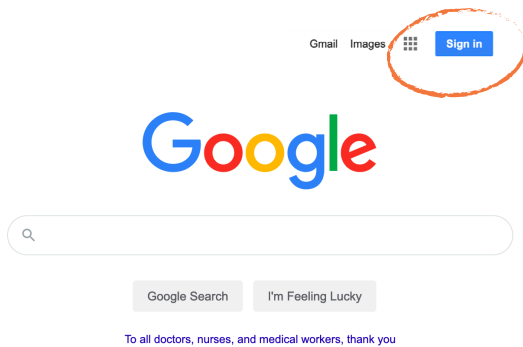 Gmail Images Sign in
Google
Google Search I'm Feeling Lucky
To all doctors, nurses, and medical workers, thank you